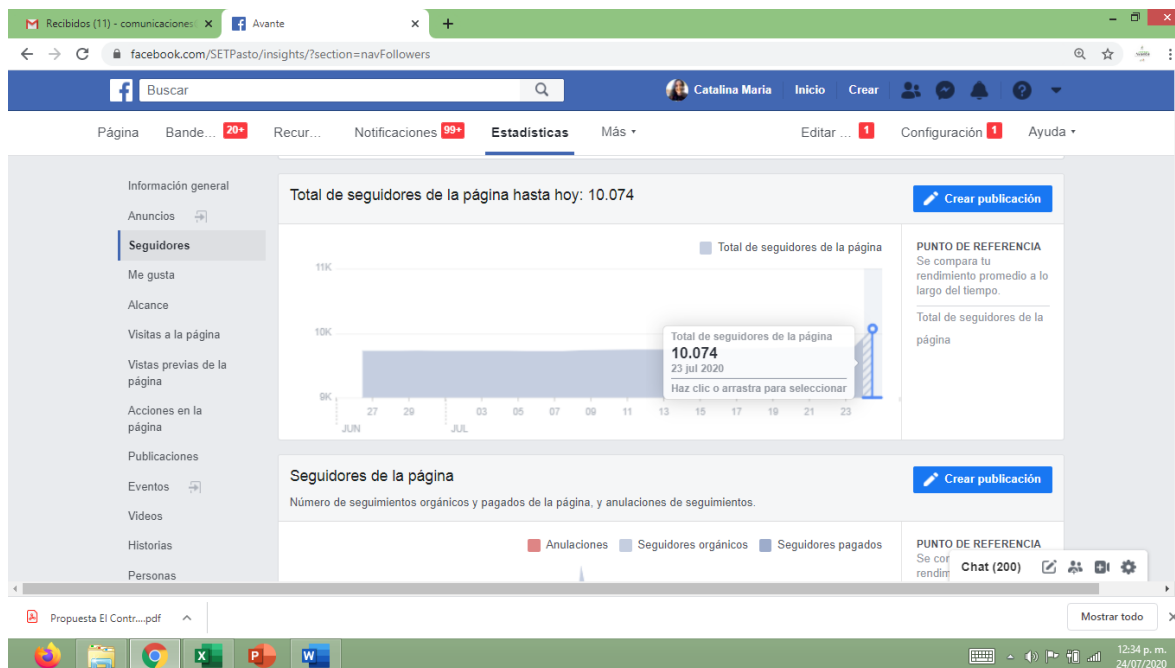 Recibidos (11) - comunicaciones
Avante
facebook.com/SETPasto/insights/?section=navFollowers
Buscar
Catalina Maria Inicio Crear
Página Bande... 20+ Recur... Notificaciones 99+ Estadísticas Más Editar ... 1 Configuración 1 Ayuda
Información general
Anuncios
Seguidores
Me gusta
Alcance
Visitas a la página
Vistas previas de la
página
Acciones en la
página
Publicaciones
Eventos
Videos
Historias
Personas
Total de seguidores de la página hasta hoy: 10.074
Crear publicación
Total de seguidores de la página
11K
10K
9K
27 29 03 05 07 09 11 13 15 17 19 21 23
JUN JUL
Total de seguidores de la página
10.074
23 jul 2020
Haz clic o arrastra para seleccionar
PUNTO DE REFERENCIA
Se compara tu
rendimiento promedio a lo
largo del tiempo.
Total de seguidores de la
página
Seguidores de la página
Crear publicación
Número de seguimientos orgánicos y pagados de la página, y anulaciones de seguimientos.
Anulaciones Seguidores orgánicos Seguidores pagados
PUNTO DE REFERENCIA
Se cor
rendim
Chat (200)
Propuesta El Contr....pdf
Mostrar todo
12:34 p. m.
24/07/2020